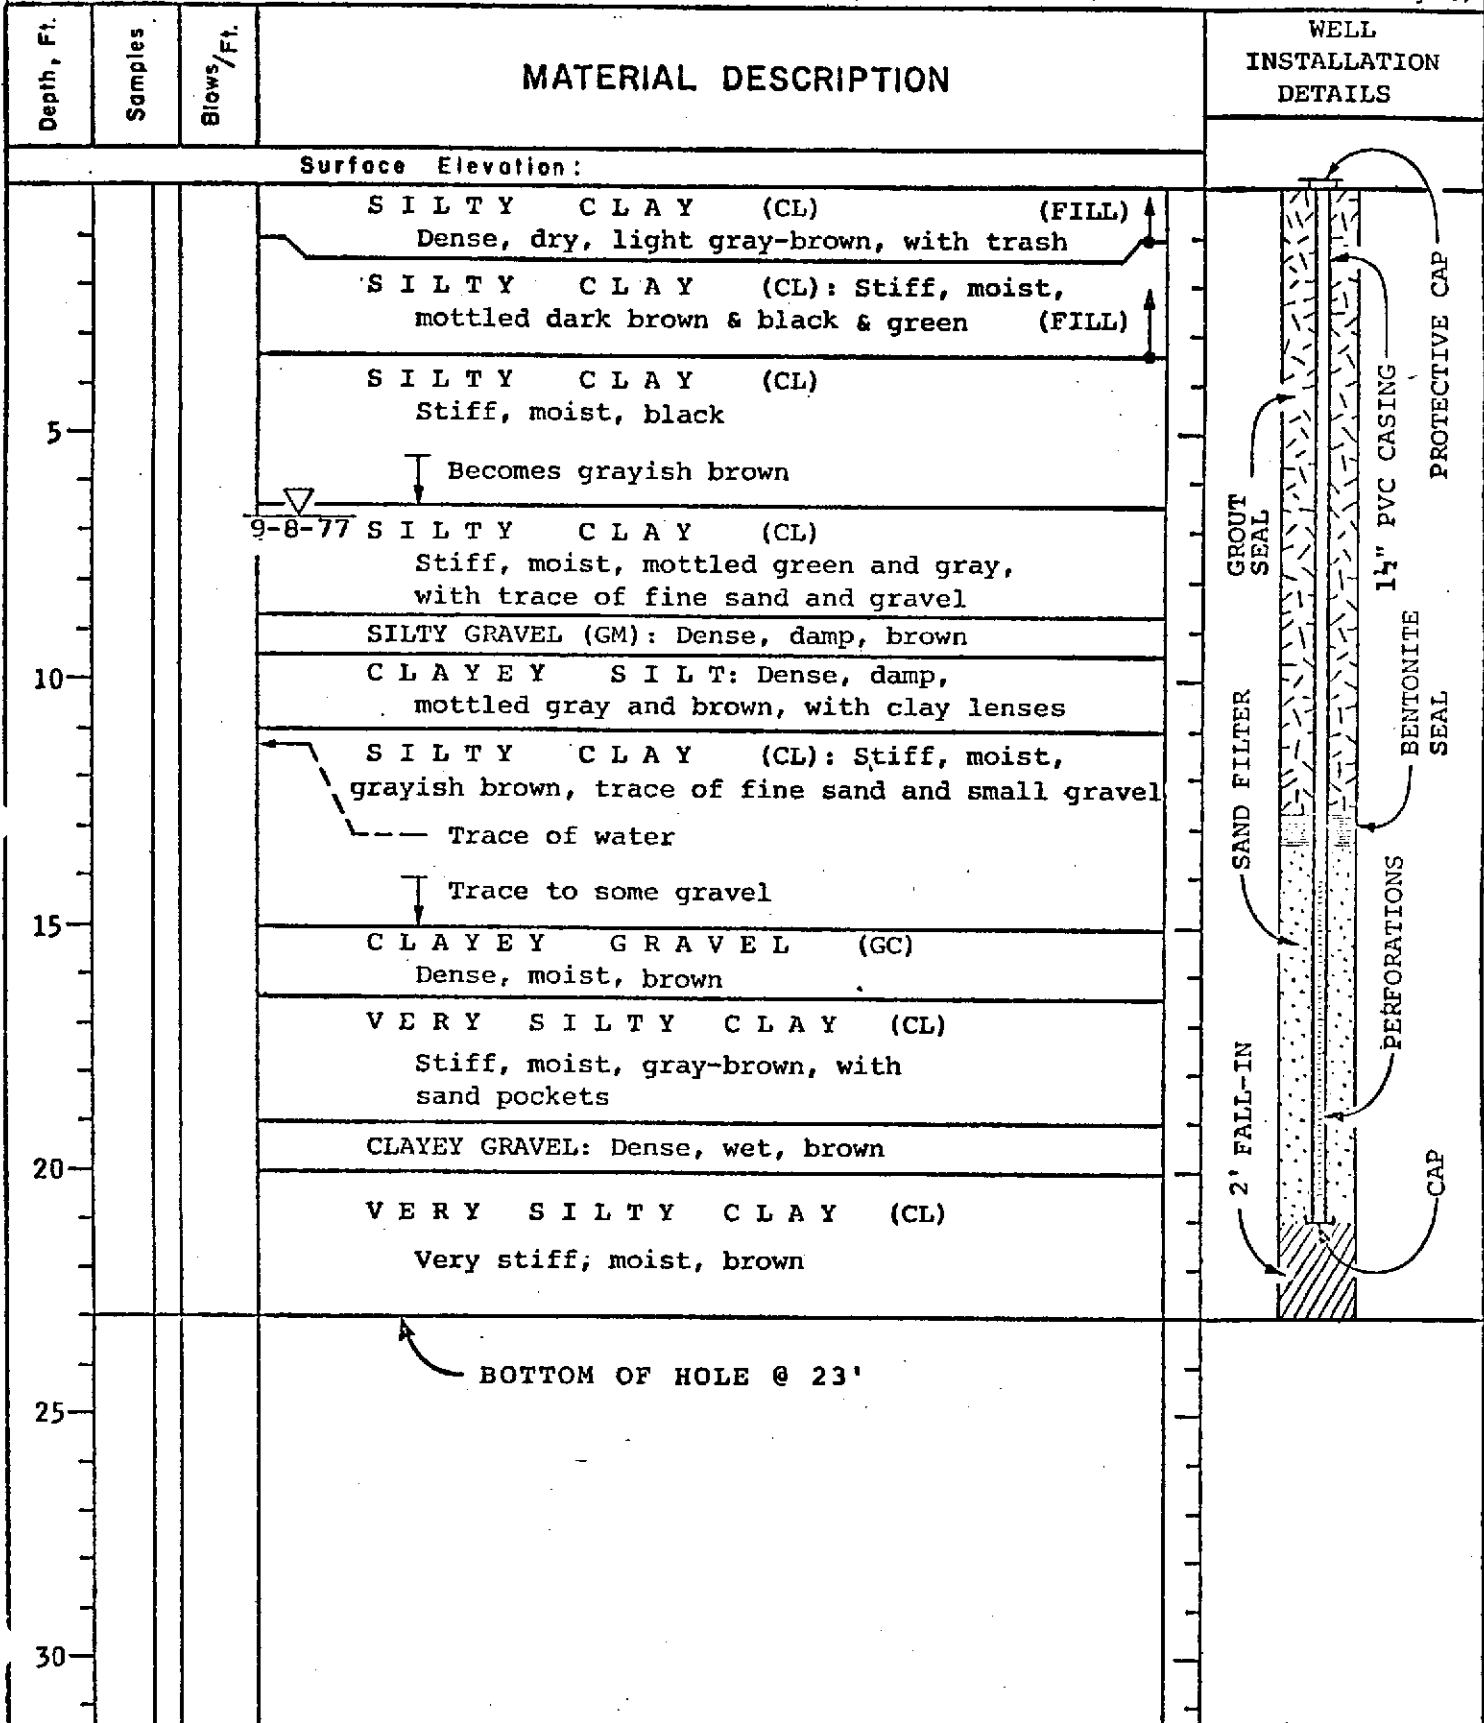 Depth, Ft.
Samples
Blows/Ft.
MATERIAL DESCRIPTION
WELL
INSTALLATION
DETAILS
Surface Elevation:
SILTY CLAY (CL) (FILL)
Dense, dry, light gray-brown, with trash
SILTY CLAY (CL): Stiff, moist,
mottled dark brown & black & green (FILL)
SILTY CLAY (CL)
Stiff, moist, black
5
Becomes grayish brown
9-8-77
SILTY CLAY (CL)
Stiff, moist, mottled green and gray,
with trace of fine sand and gravel
SILTY GRAVEL (GM): Dense, damp, brown
10
CLAYEY SILT: Dense, damp,
mottled gray and brown, with clay lenses
SILTY CLAY (CL): Stiff, moist,
grayish brown, trace of fine sand and small gravel
Trace of water
Trace to some gravel
15
CLAYEY GRAVEL (GC)
Dense, moist, brown
VERY SILTY CLAY (CL)
Stiff, moist, gray-brown, with
sand pockets
CLAYEY GRAVEL: Dense, wet, brown
20
VERY SILTY CLAY (CL)
Very stiff; moist, brown
BOTTOM OF HOLE @ 23'
25
30
PROTECTIVE CAP
1½" PVC CASING
GROUT
SEAL
BENTONITE
SEAL
SAND FILTER
PERFORATIONS
2' FALL-IN
CAP